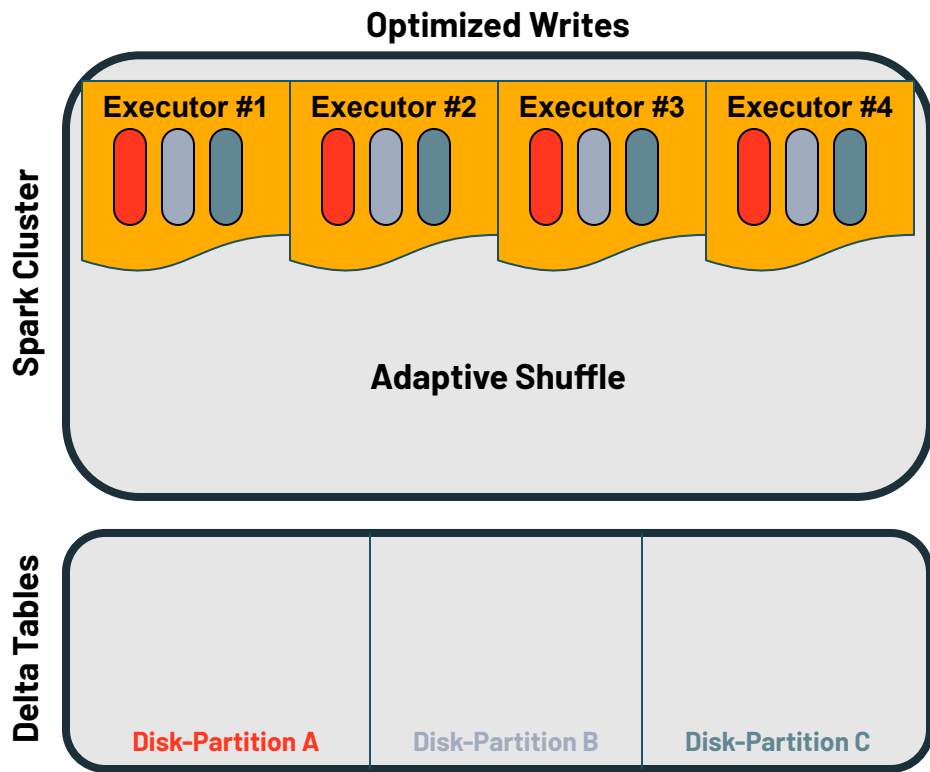 Optimized Writes
Executor #1
Executor #2
Executor #3
Executor #4
Spark Cluster
Adaptive Shuffle
Delta Tables
Disk-Partition A
Disk-Partition B
Disk-Partition C